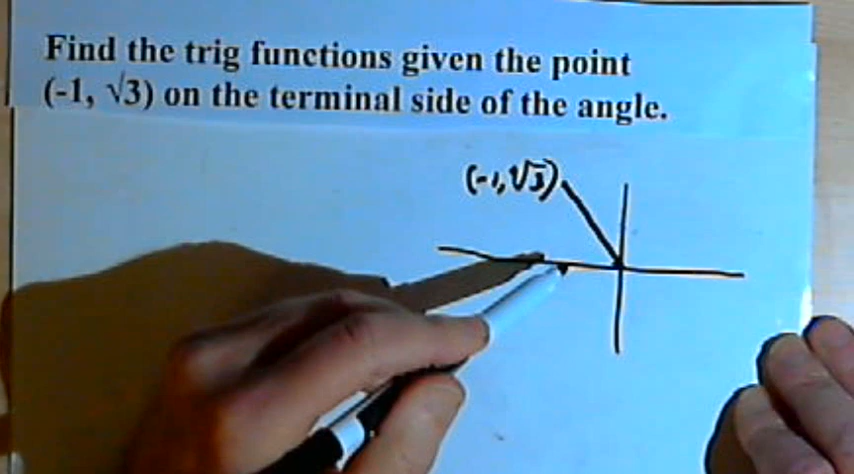 Find the trig functions given the point
(-1, √3) on the terminal side of the angle.
(-1,√3)